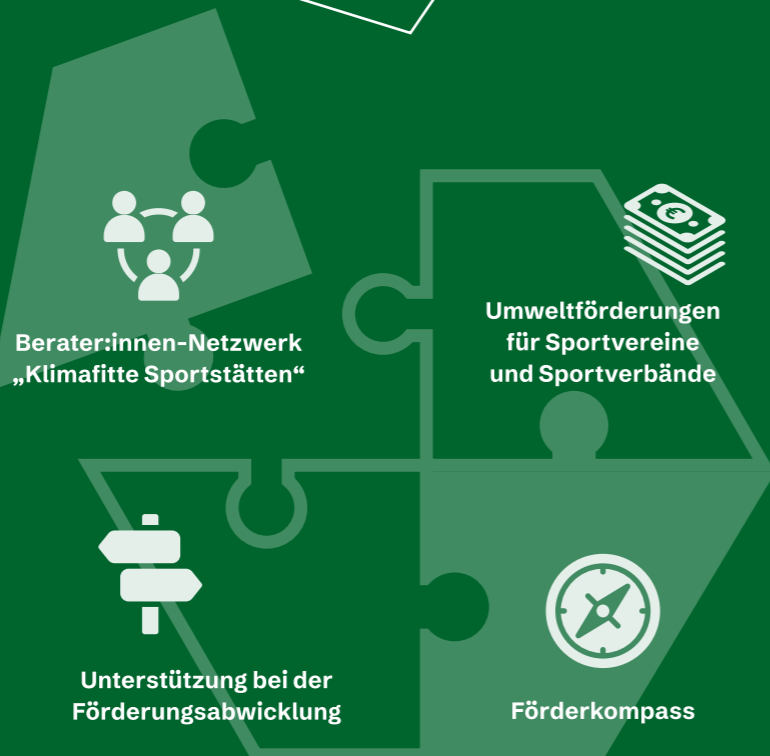 Berater:innen-Netzwerk
„Klimafitte Sportstätten“
Umweltförderungen
für Sportvereine
und Sportverbände
Unterstützung bei der
Förderungsabwicklung
Förderkompass